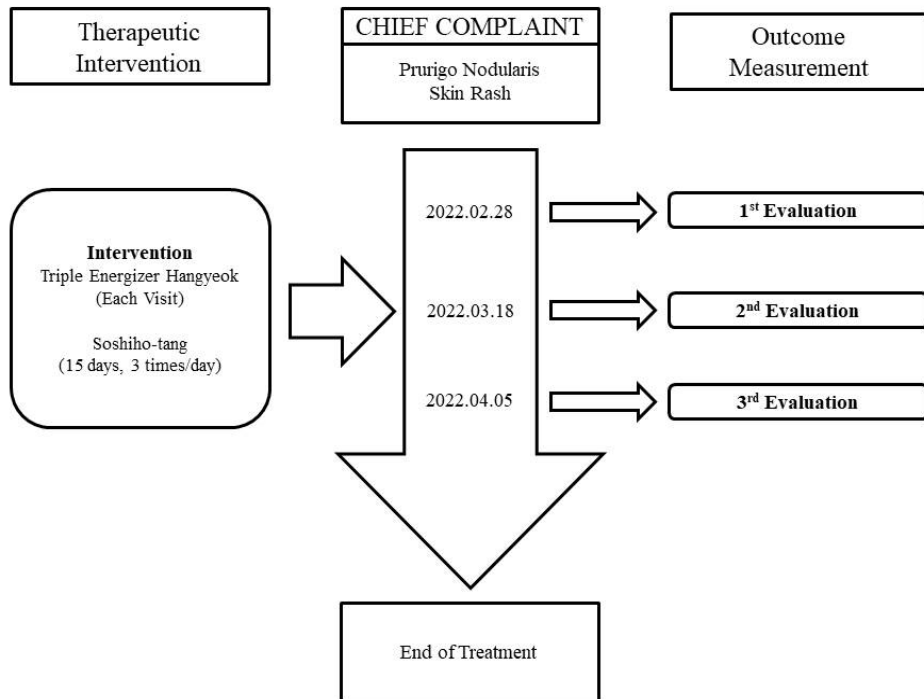 Therapeutic
Intervention
CHIEF COMPLAINT
Prurigo Nodularis
Skin Rash
Outcome
Measurement
Intervention
Triple Energizer Hangyeok
(Each Visit)
Soshiho-tang
(15 days, 3 times/day)
2022.02.28
1st Evaluation
2022.03.18
2nd Evaluation
2022.04.05
3rd Evaluation
End of Treatment